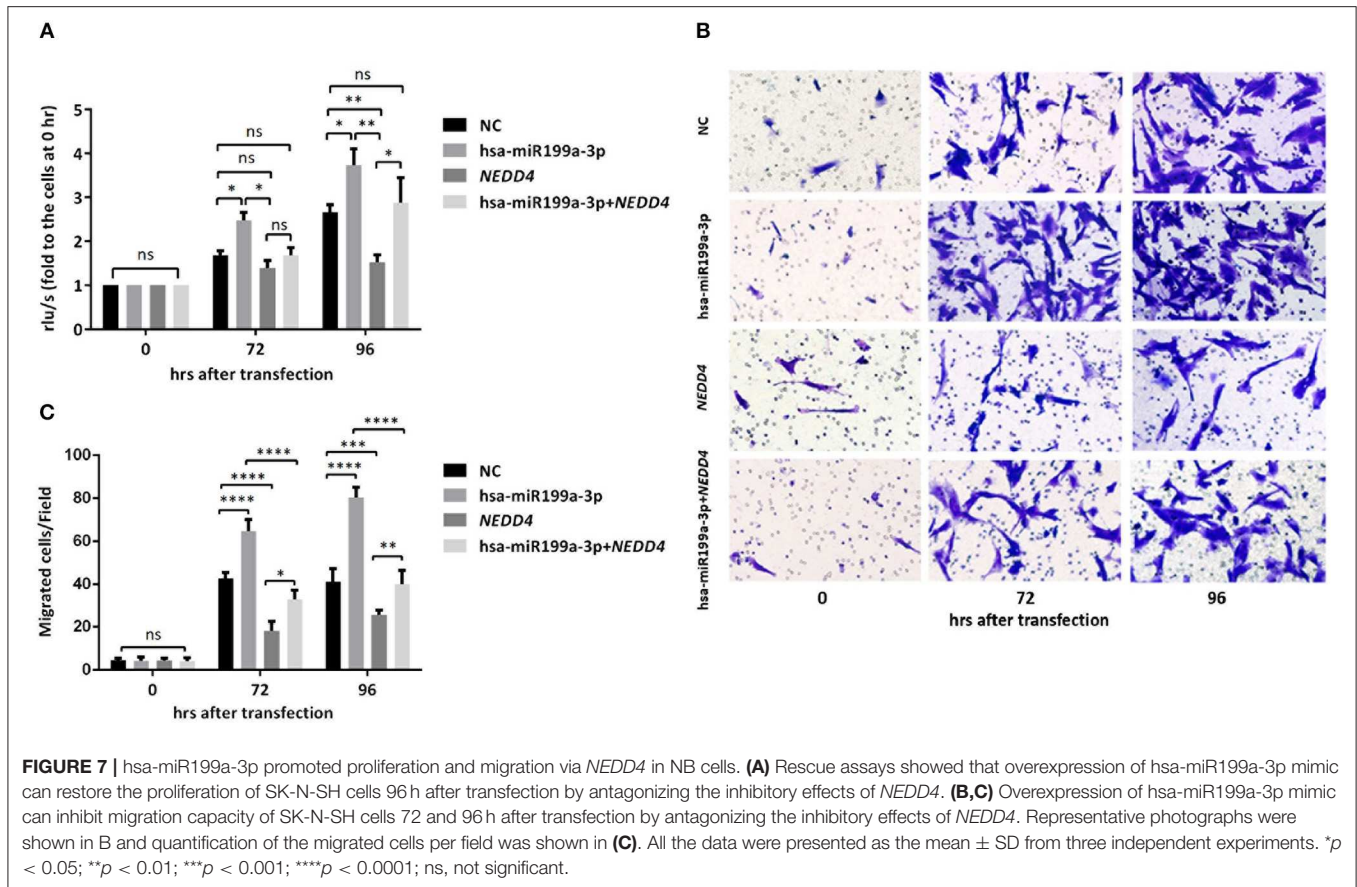 A
rlu/s (fold to the cells at 0 hr)
5
4
3
2
1
0
ns
ns
ns
*
*
ns
ns
**
*
**
*
0
72
96
hrs after transfection
NC
hsa-miR199a-3p
NEDD4
hsa-miR199a-3p+NEDD4
B
NC
hsa-miR199a-3p
NEDD4
hsa-miR199a-3p+NEDD4
0
72
96
hrs after transfection
C
Migrated cells/Field
100
80
60
40
20
0
ns
****
****
****
*
****
***
****
**
0
72
96
hrs after transfection
NC
hsa-miR199a-3p
NEDD4
hsa-miR199a-3p+NEDD4
FIGURE 7 | hsa-miR199a-3p promoted proliferation and migration via NEDD4 in NB cells. (A) Rescue assays showed that overexpression of hsa-miR199a-3p mimic
can restore the proliferation of SK-N-SH cells 96 h after transfection by antagonizing the inhibitory effects of NEDD4. (B,C) Overexpression of hsa-miR199a-3p mimic
can inhibit migration capacity of SK-N-SH cells 72 and 96 h after transfection by antagonizing the inhibitory effects of NEDD4. Representative photographs were
shown in B and quantification of the migrated cells per field was shown in (C). All the data were presented as the mean ± SD from three independent experiments. *p
< 0.05; **p < 0.01; ***p < 0.001; ****p < 0.0001; ns, not significant.